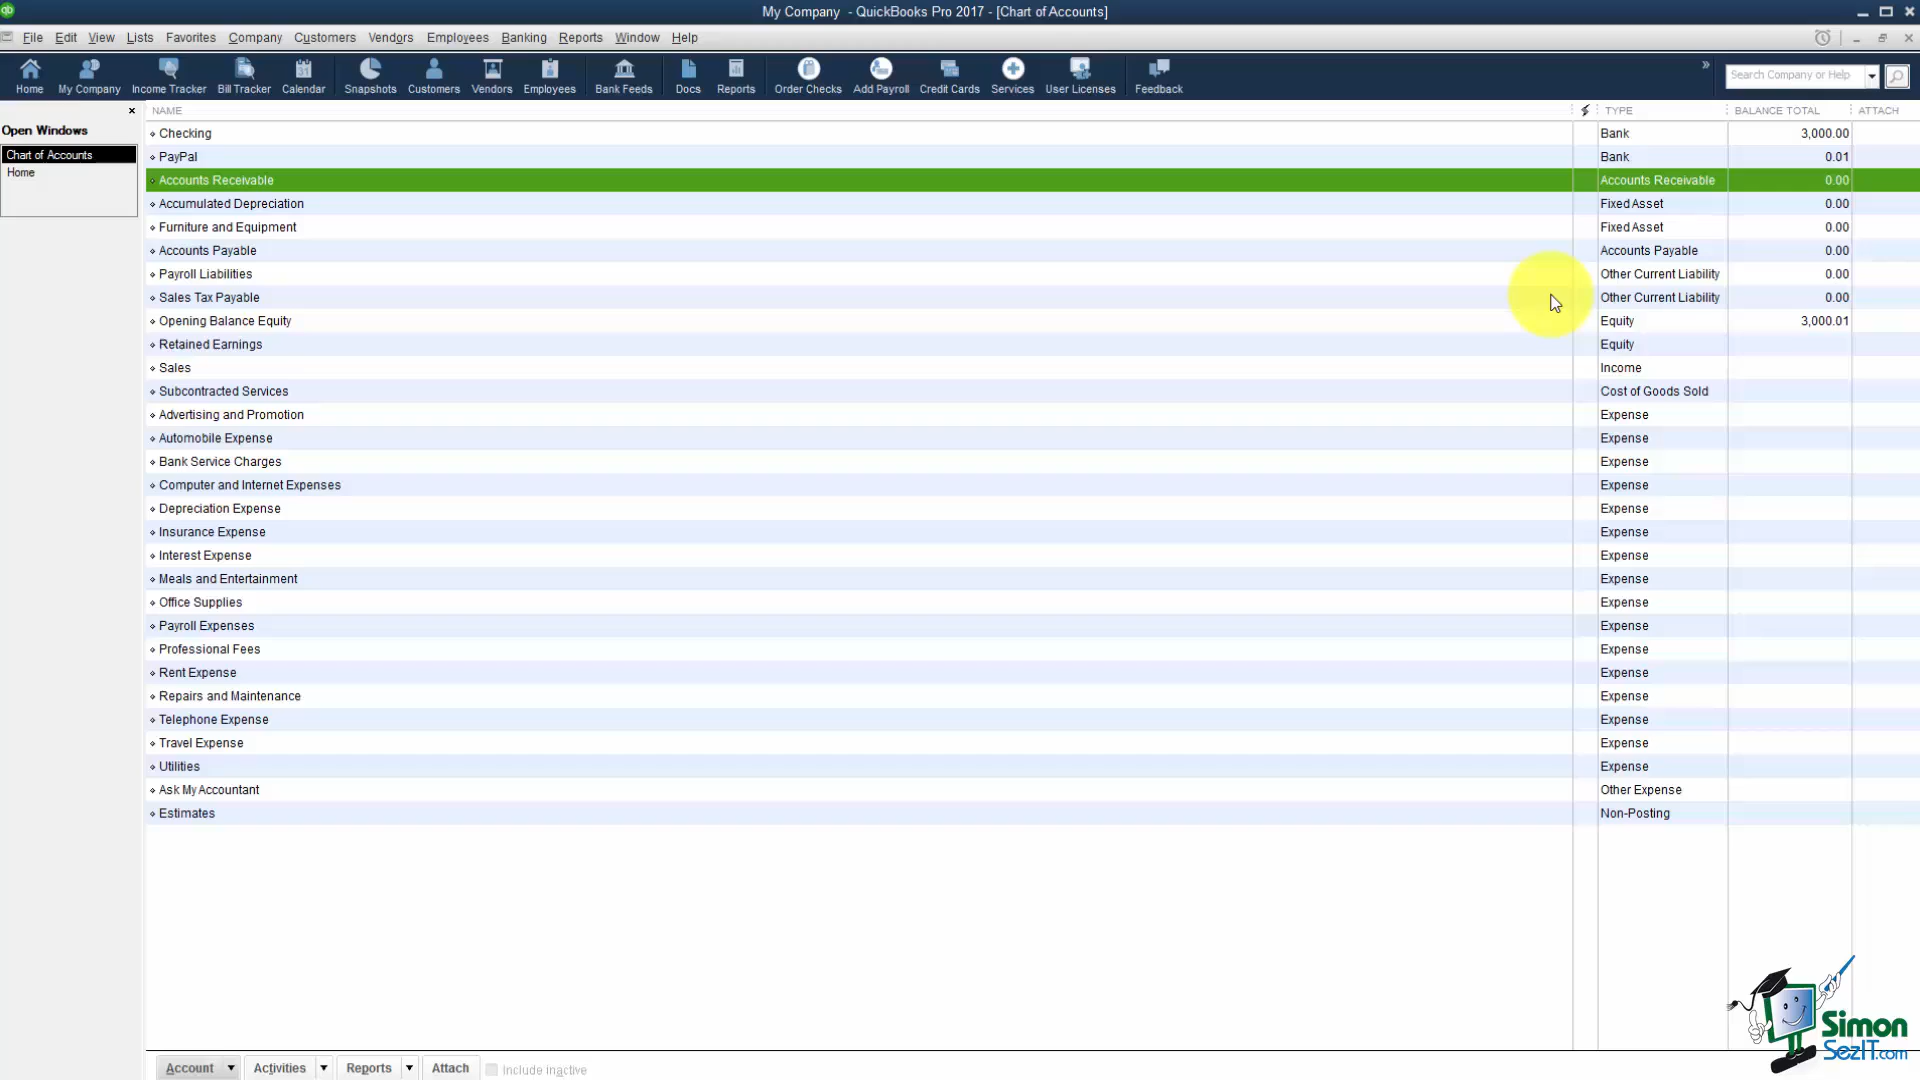 My Company - QuickBooks Pro 2017 - [Chart of Accounts]
File Edit View Lists Favorites Company Customers Vendors Employees Banking Reports Window Help
Home My Company Income Tracker Bill Tracker Calendar Snapshots Customers Vendors Employees Bank Feeds Docs Reports Order Checks Add Payroll Credit Cards Services User Licenses Feedback
Search Company or Help
Open Windows
Chart of Accounts
Home
NAME TYPE BALANCE TOTAL ATTACH
Checking Bank 3,000.00
PayPal Bank 0.01
Accounts Receivable Accounts Receivable 0.00
Accumulated Depreciation Fixed Asset 0.00
Furniture and Equipment Fixed Asset 0.00
Accounts Payable Accounts Payable 0.00
Payroll Liabilities Other Current Liability 0.00
Sales Tax Payable Other Current Liability 0.00
Opening Balance Equity Equity 3,000.01
Retained Earnings Equity
Sales Income
Subcontracted Services Cost of Goods Sold
Advertising and Promotion Expense
Automobile Expense Expense
Bank Service Charges Expense
Computer and Internet Expenses Expense
Depreciation Expense Expense
Insurance Expense Expense
Interest Expense Expense
Meals and Entertainment Expense
Office Supplies Expense
Payroll Expenses Expense
Professional Fees Expense
Rent Expense Expense
Repairs and Maintenance Expense
Telephone Expense Expense
Travel Expense Expense
Utilities Expense
Ask My Accountant Other Expense
Estimates Non-Posting
Account Activities Reports Attach Include inactive
Simon
SezIT.com